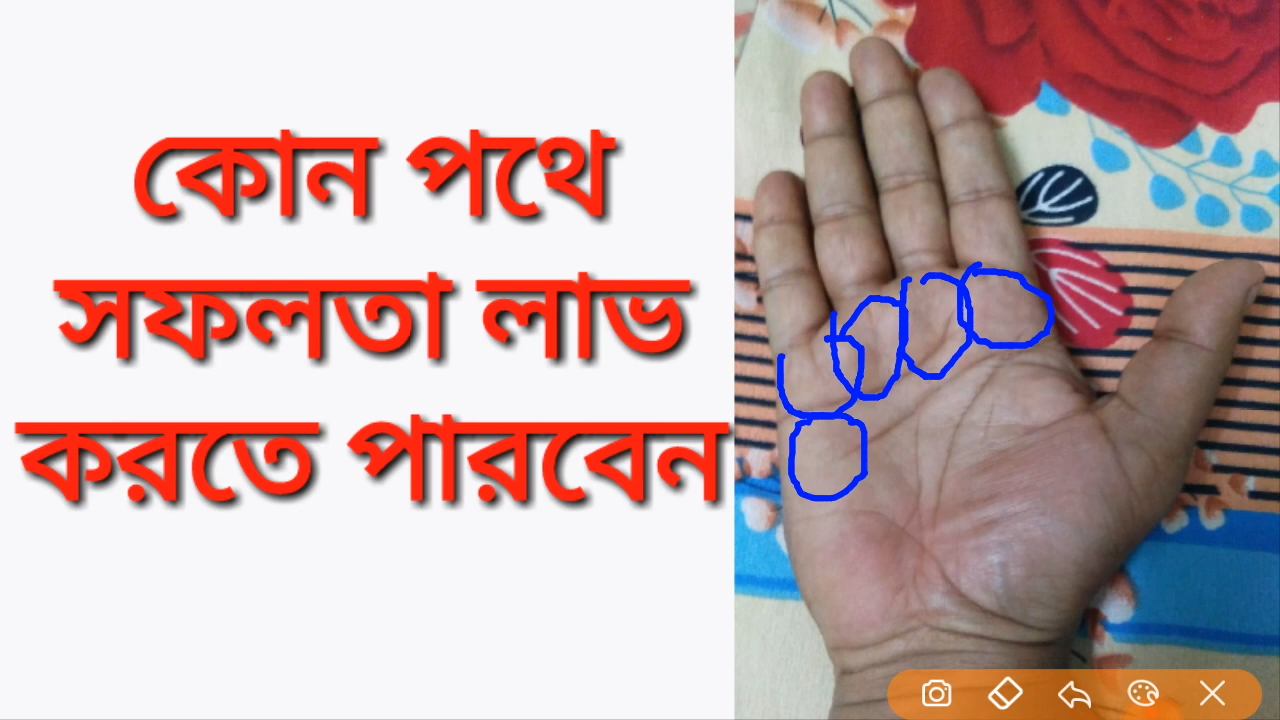 কোন পথে
সফলতা লাভ
করতে পারবেন